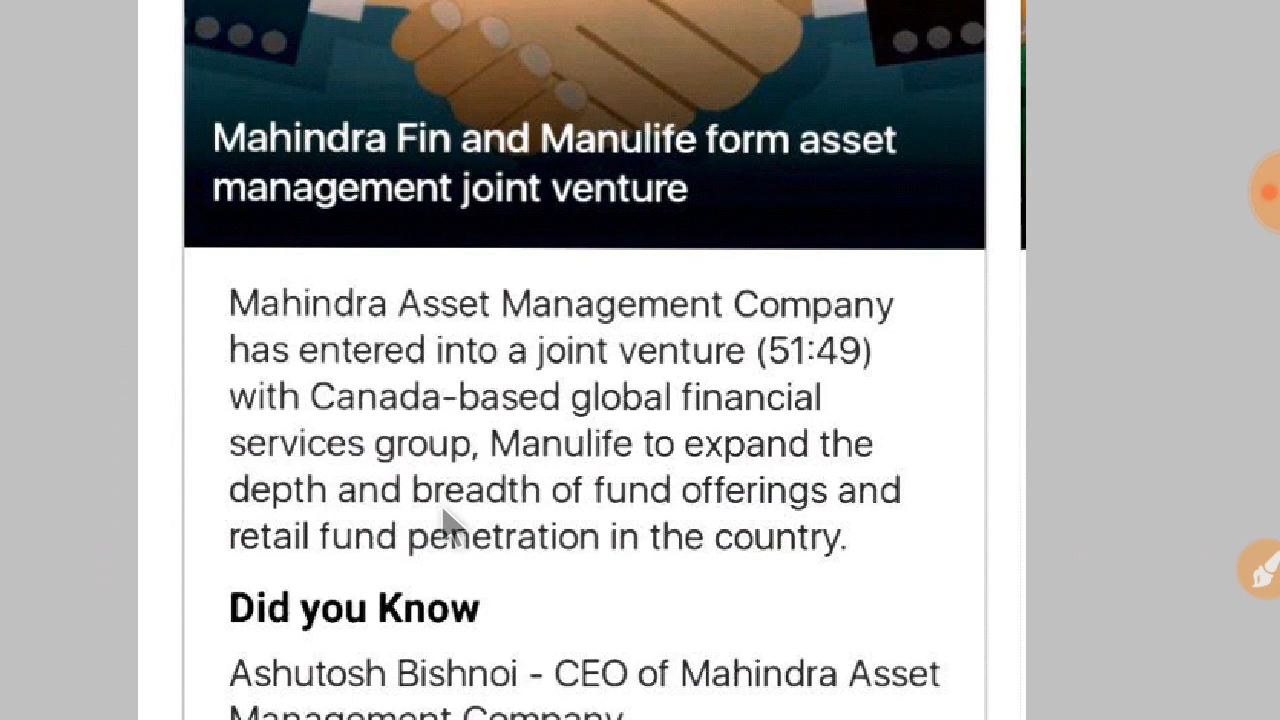 Mahindra Fin and Manulife form asset
management joint venture
Mahindra Asset Management Company
has entered into a joint venture (51:49)
with Canada-based global financial
services group, Manulife to expand the
depth and breadth of fund offerings and
retail fund penetration in the country.
Did you Know
Ashutosh Bishnoi - CEO of Mahindra Asset
Management Company